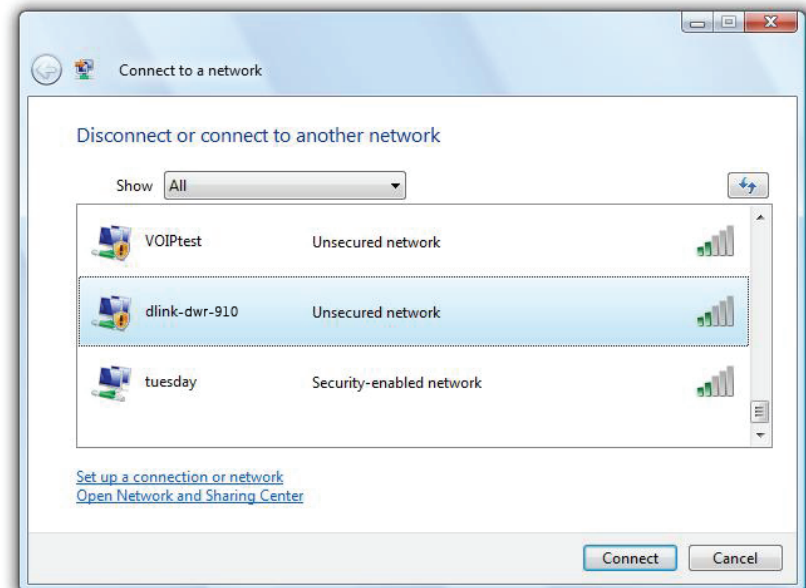 Connect to a network
Disconnect or connect to another network
Show All
VOIPtest Unsecured network
dlink-dwr-910 Unsecured network
tuesday Security-enabled network
Set up a connection or network
Open Network and Sharing Center
Connect Cancel